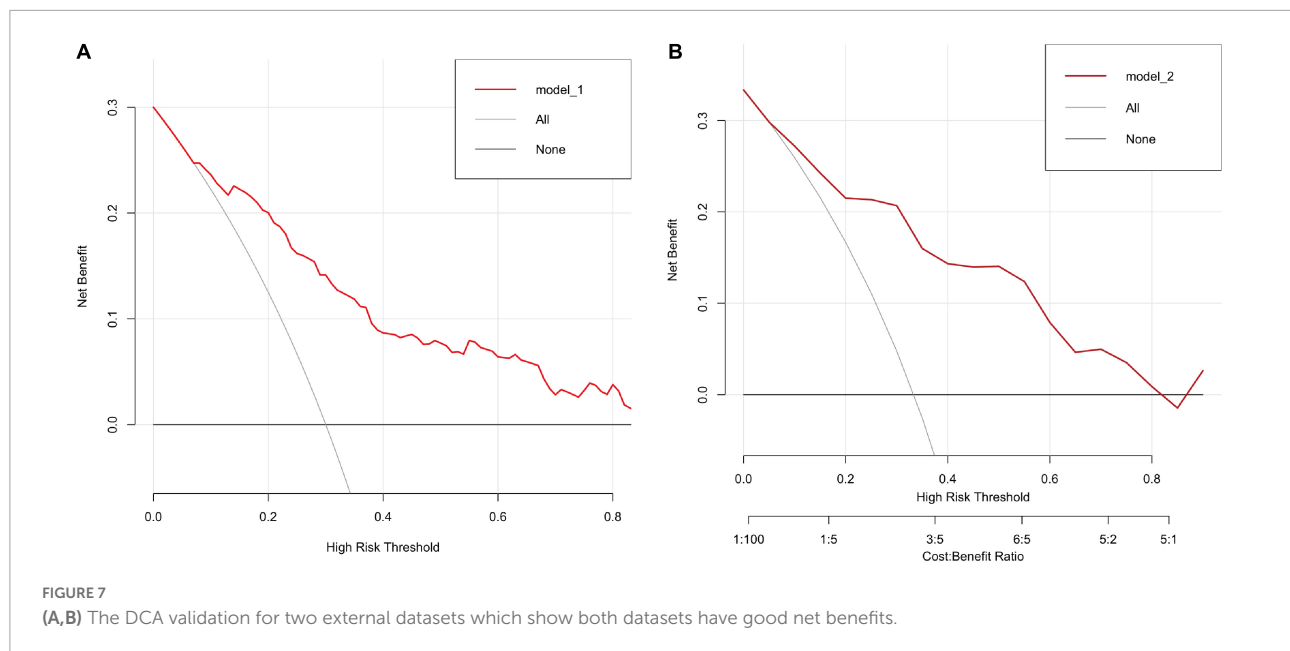 A
model_1
All
None
Net Benefit
0.3
0.2
0.1
0.0
0.0 0.2 0.4 0.6 0.8
High Risk Threshold
B
model_2
All
None
Net Benefit
0.3
0.2
0.1
0.0
0.0 0.2 0.4 0.6 0.8
High Risk Threshold
1:100 1:5 3:5 6:5 5:2 5:1
Cost:Benefit Ratio
FIGURE 7
(A,B) The DCA validation for two external datasets which show both datasets have good net benefits.